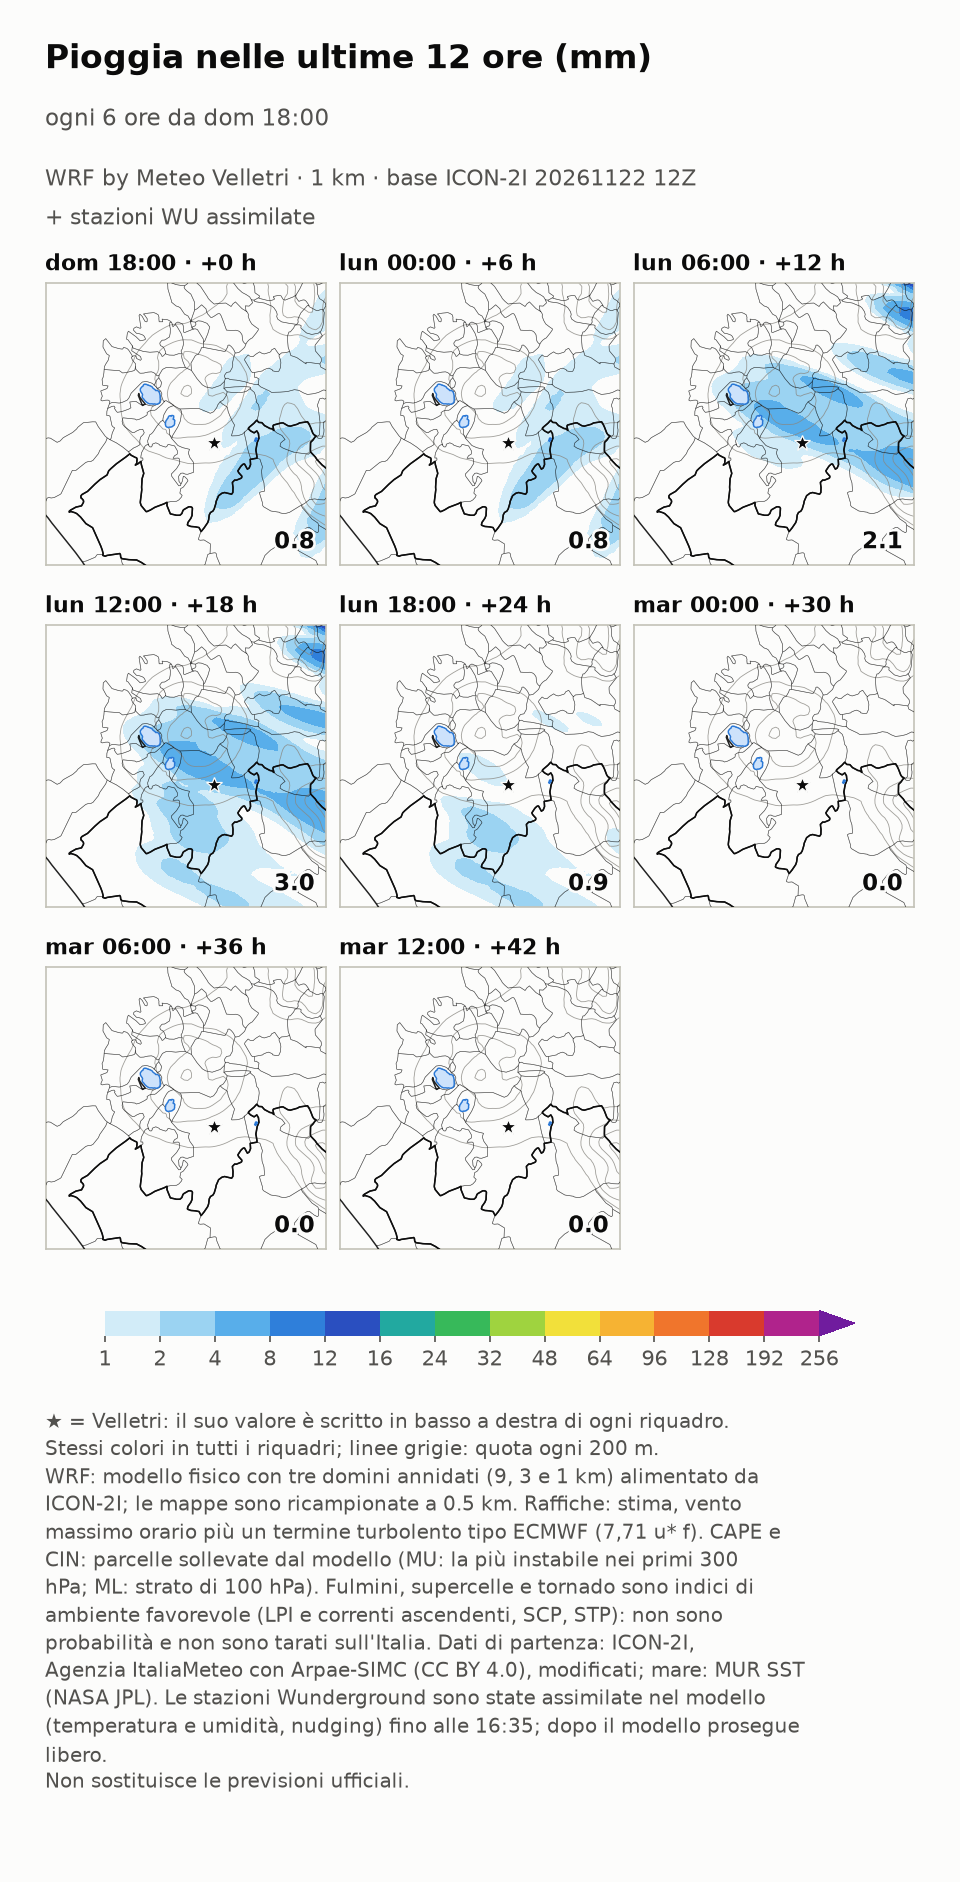 Pioggia nelle ultime 12 ore (mm)
ogni 6 ore da dom 18:00
WRF by Meteo Velletri · 1 km · base ICON-2I 20261122 12Z
+ stazioni WU assimilate
dom 18:00 · +0 h
lun 00:00 · +6 h
lun 06:00 · +12 h
0.8
0.8
2.1
lun 12:00 · +18 h
lun 18:00 · +24 h
mar 00:00 · +30 h
3.0
0.9
0.0
mar 06:00 · +36 h
mar 12:00 · +42 h
0.0
0.0
1 2 4 8 12 16 24 32 48 64 96 128 192 256
★ = Velletri: il suo valore è scritto in basso a destra di ogni riquadro.
Stessi colori in tutti i riquadri; linee grigie: quota ogni 200 m.
WRF: modello fisico con tre domini annidati (9, 3 e 1 km) alimentato da
ICON-2I; le mappe sono ricampionate a 0.5 km. Raffiche: stima, vento
massimo orario più un termine turbolento tipo ECMWF (7,71 u* f). CAPE e
CIN: parcelle sollevate dal modello (MU: la più instabile nei primi 300
hPa; ML: strato di 100 hPa). Fulmini, supercelle e tornado sono indici di
ambiente favorevole (LPI e correnti ascendenti, SCP, STP): non sono
probabilità e non sono tarati sull'Italia. Dati di partenza: ICON-2I,
Agenzia ItaliaMeteo con Arpae-SIMC (CC BY 4.0), modificati; mare: MUR SST
(NASA JPL). Le stazioni Wunderground sono state assimilate nel modello
(temperatura e umidità, nudging) fino alle 16:35; dopo il modello prosegue
libero.
Non sostituisce le previsioni ufficiali.